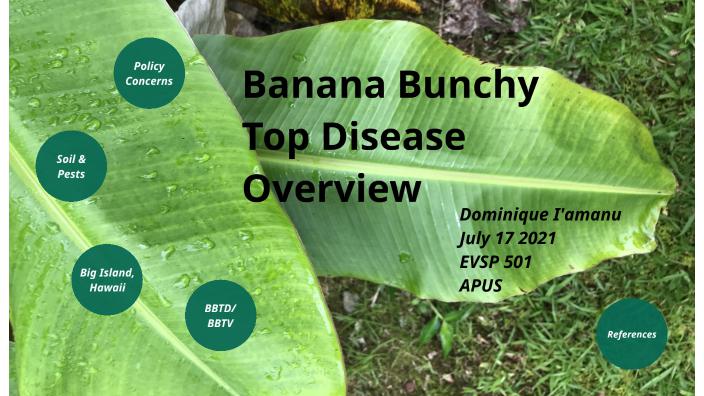 Banana Bunchy
Top Disease
Overview
Dominique I'amanu
July 17 2021
EVSP 501
APUS
Policy
Concerns
Soil &
Pests
Big Island,
Hawaii
BBTD/
BBTV
References